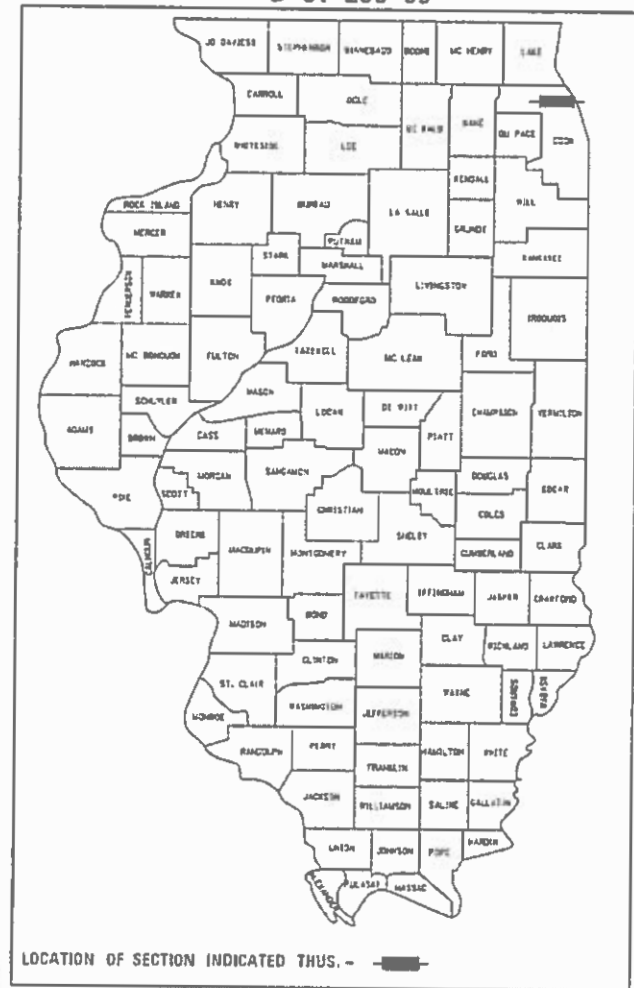 JO DAVIESS STEPHENSON WINNEBAGO BOONE MC HENRY LAKE
CARROLL OGLE DE KALB KANE DU PAGE COOK
WHITESIDE LEE
KENDALL
ROCK ISLAND HENRY BUREAU LA SALLE GRUNDY WILL
MERCER PUTNAM
STARK KANKAKEE
MARSHALL
HENDERSON WARREN KNOX PEORIA WOODFORD LIVINGSTON IROQUOIS
HANCOCK MC DONOUGH FULTON TAZEWELL MC LEAN FORD
SCHUYLER MASON
LOGAN DE WITT CHAMPAIGN VERMILION
ADAMS BROWN CASS MENARD PIATT
MACON
MORGAN SANGAMON DOUGLAS
PIKE SCOTT CHRISTIAN MOULTRIE EDGAR
COLES
GREENE MACOUPIN MONTGOMERY SHELBY
CALHOUN CUMBERLAND CLARK
JERSEY FAYETTE EFFINGHAM JASPER CRAWFORD
MADISON BOND
CLAY RICHLAND LAWRENCE
CLINTON MARION
ST. CLAIR WAYNE EDWARDS WABASH
WASHINGTON JEFFERSON
MONROE
RANDOLPH PERRY HAMILTON WHITE
FRANKLIN
JACKSON WILLIAMSON SALINE GALLATIN
UNION JOHNSON POPE HARDIN
ALEXANDER PULASKI MASSAC
LOCATION OF SECTION INDICATED THUS. -